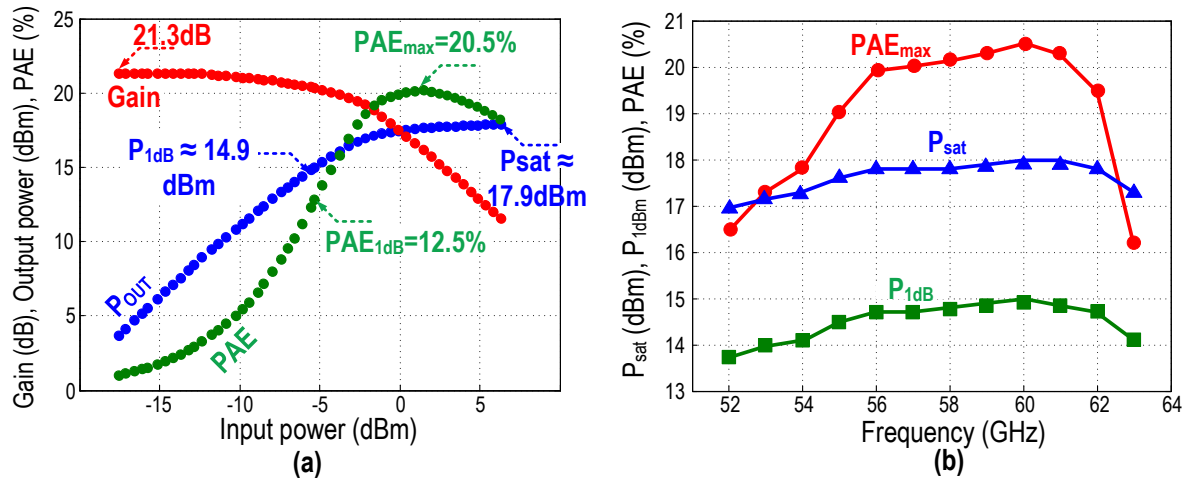 Gain (dB), Output power (dBm), PAE (%)
25
20
15
10
5
0
21.3dB
Gain
PAEmax=20.5%
P1dB ≈ 14.9
dBm
Psat ≈
17.9dBm
PAE1dB=12.5%
POUT
PAE
-15
-10
-5
0
5
Input power (dBm)
(a)
Psat (dBm), P1dBm (dBm), PAE (%)
21
20
19
18
17
16
15
14
13
PAEmax
Psat
P1dB
52
54
56
58
60
62
64
Frequency (GHz)
(b)